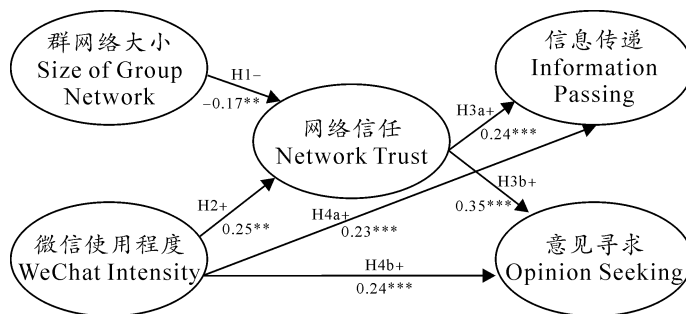 群网络大小
Size of Group
Network
H1–
–0.17**
网络信任
Network Trust
信息传递
Information
Passing
H3a+
0.24***
H3b+
0.35***
H2+
0.25**
H4a+
0.23***
微信使用程度
WeChat Intensity
H4b+
0.24***
意见寻求
Opinion Seeking